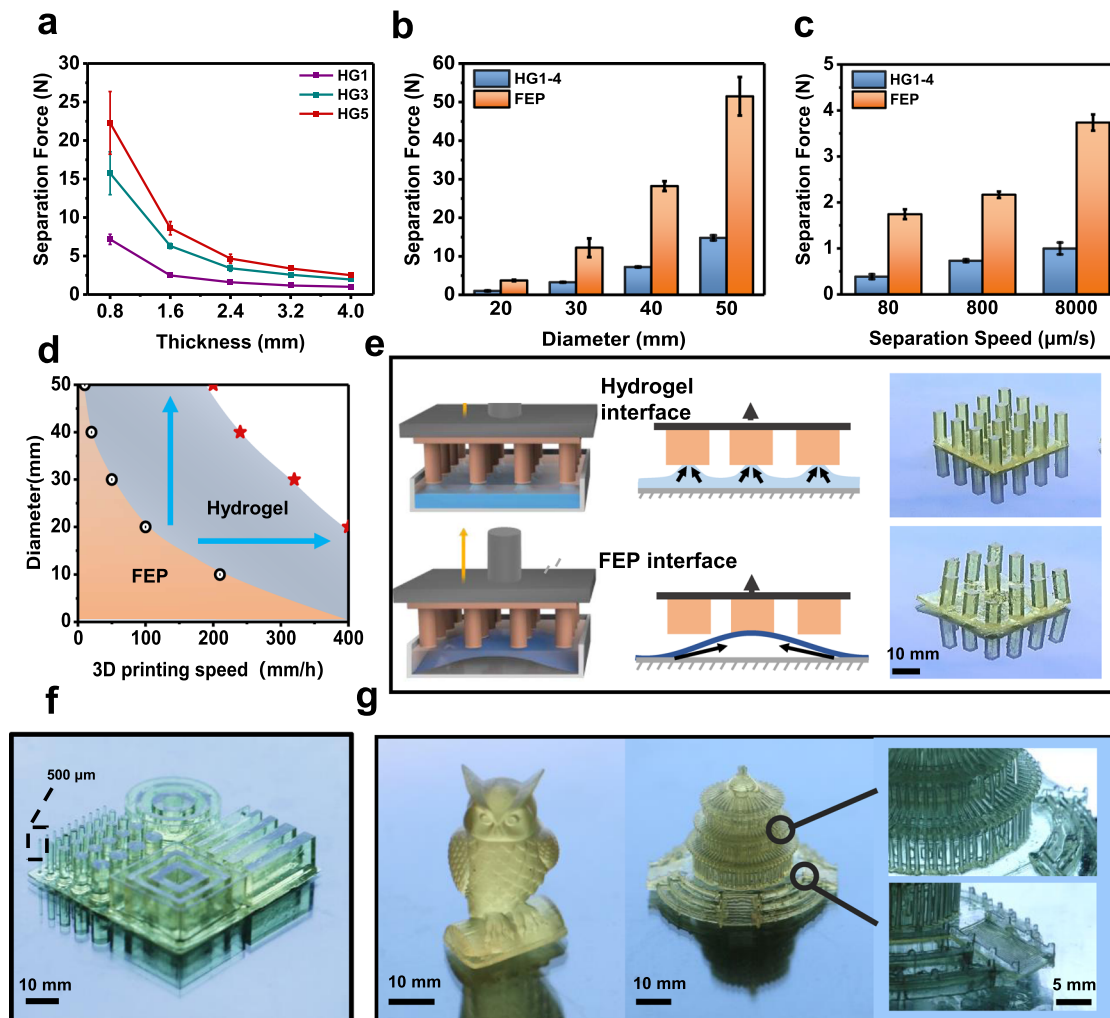 a
30
25
20
15
10
5
0
Separation Force (N)
HG1
HG3
HG5
0.8 1.6 2.4 3.2 4.0
Thickness (mm)
b
60
50
40
30
20
10
0
Separation Force (N)
HG1-4
FEP
20 30 40 50
Diameter (mm)
c
5
4
3
2
1
0
Separation Force (N)
HG1-4
FEP
80 800 8000
Separation Speed (μm/s)
d
50
40
30
20
10
0
Diameter(mm)
Hydrogel
FEP
0 100 200 300 400
3D printing speed (mm/h)
e
Hydrogel
interface
FEP interface
10 mm
f
500 μm
10 mm
g
10 mm
10 mm
5 mm